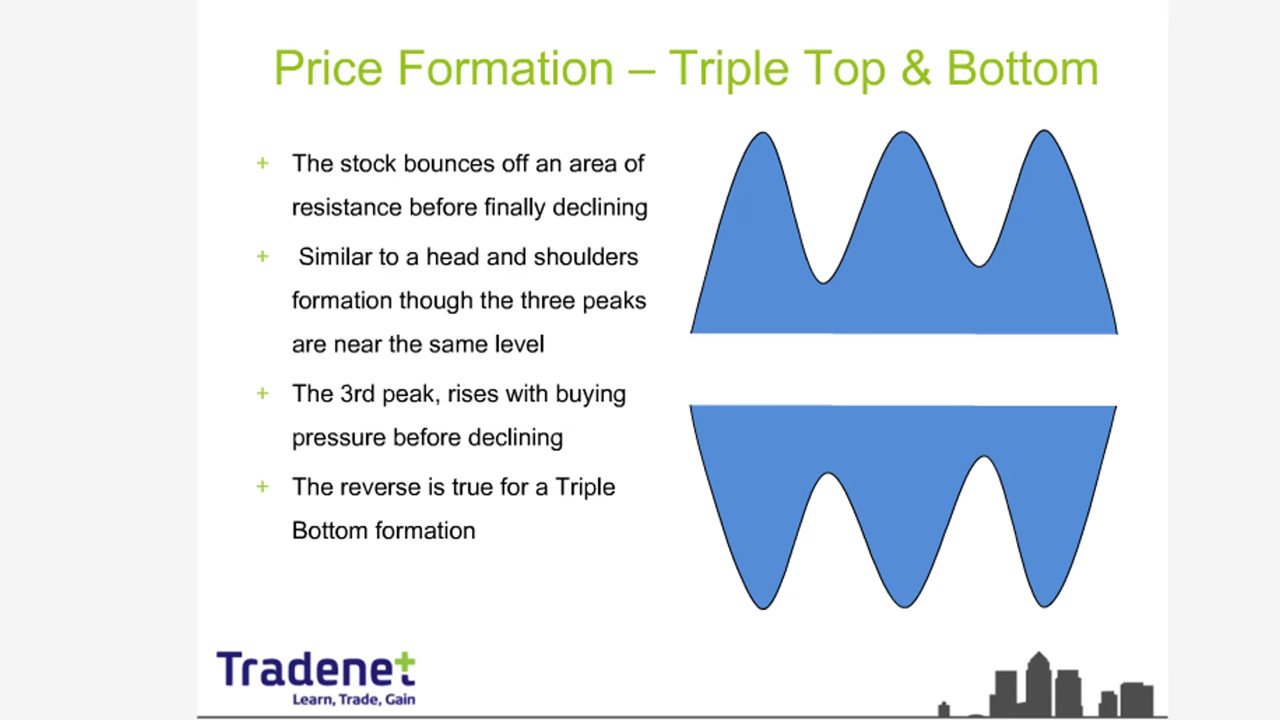 Price Formation – Triple Top & Bottom
+ The stock bounces off an area of
resistance before finally declining
+ Similar to a head and shoulders
formation though the three peaks
are near the same level
+ The 3rd peak, rises with buying
pressure before declining
+ The reverse is true for a Triple
Bottom formation
Tradenet
Learn, Trade, Gain